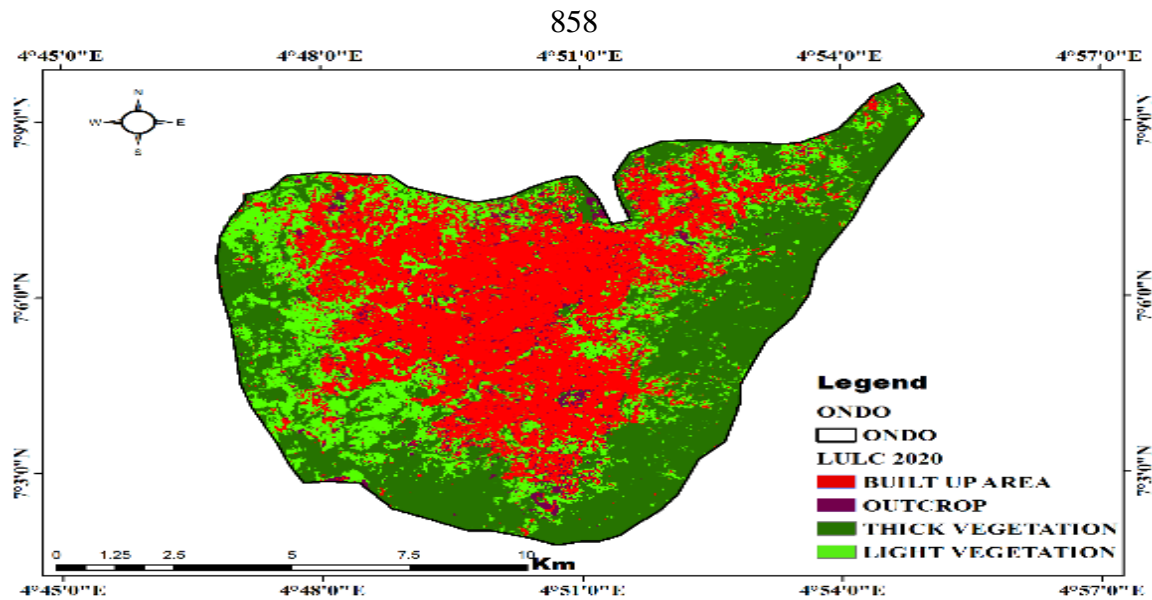 858
4°45'0"E 4°48'0"E 4°51'0"E 4°54'0"E 4°57'0"E
N
W E
S
7°9'0"N 7°9'0"N
7°6'0"N 7°6'0"N
7°3'0"N 7°3'0"N
Legend
ONDO
ONDO
LULC 2020
BUILT UP AREA
OUTCROP
THICK VEGETATION
LIGHT VEGETATION
0 1.25 2.5 5 7.5 10
Km
4°45'0"E 4°48'0"E 4°51'0"E 4°54'0"E 4°57'0"E